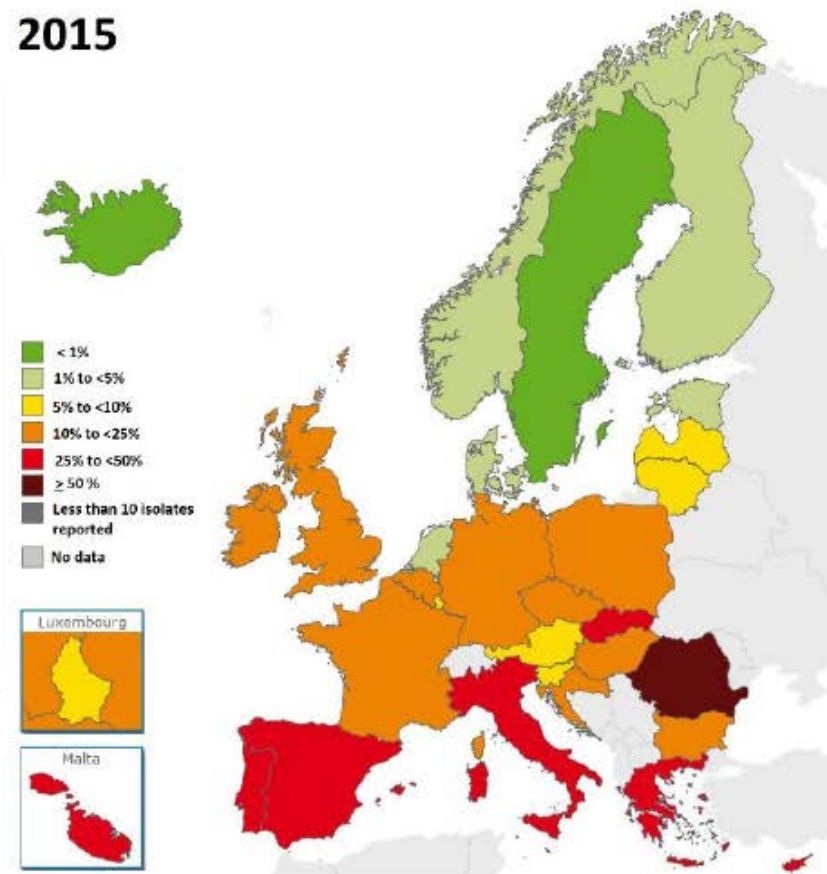 2015
< 1%
1% to <5%
5% to <10%
10% to <25%
25% to <50%
≥ 50 %
Less than 10 isolates
reported
No data
Luxembourg
Malta